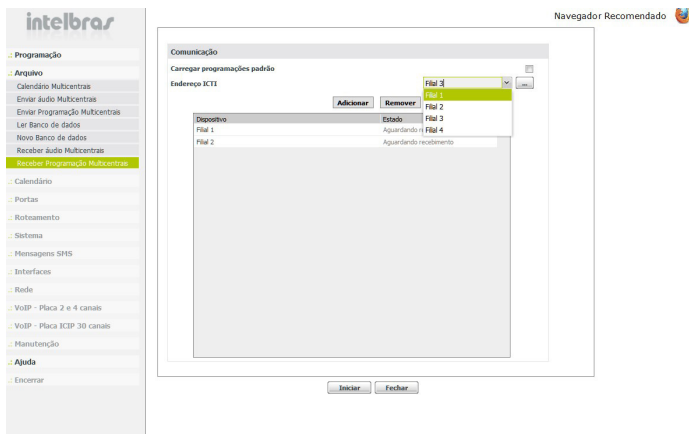 intelbras
Navegador Recomendado
.: Programação
.: Arquivo
Calendário Multicentrais
Enviar áudio Multicentrais
Enviar Programação Multicentrais
Ler Banco de dados
Novo Banco de dados
Receber áudio Multicentrais
Receber Programação Multicentrais
.: Calendário
.: Portas
.: Roteamento
.: Sistema
.: Mensagens SMS
.: Interfaces
.: Rede
.: VoIP - Placa 2 e 4 canais
.: VoIP - Placa ICIP 30 canais
.: Manutenção
.: Ajuda
.: Encerrar
Comunicação
Carregar programações padrão
Endereço ICTI
Filial 3
...
Filial 1
Filial 2
Filial 3
Filial 4
Adicionar
Remover
Dispositivo
Estado
Filial 1
Aguardando
Filial 2
Aguardando recebimento
Iniciar
Fechar